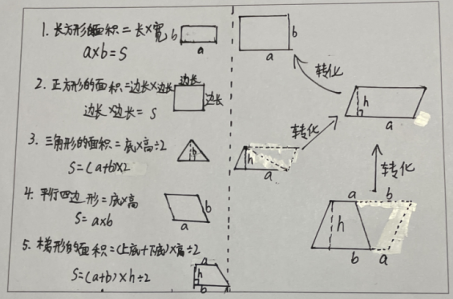 1. 长方形的面积=长×宽
a×b=S
b
a
2. 正方形的面积=边长×边长
边长×边长=S
边长
边长
3. 三角形的面积=底×高÷2
S=(a+b)×2
h
4. 平行四边形=底×高
S=a×b
b
a
5. 梯形的面积=(上底+下底)×高÷2
S=(a+b)×h÷2
a
h
b
b
a
转化
h
a
转化
h
a
转化
a
b
h
b
a